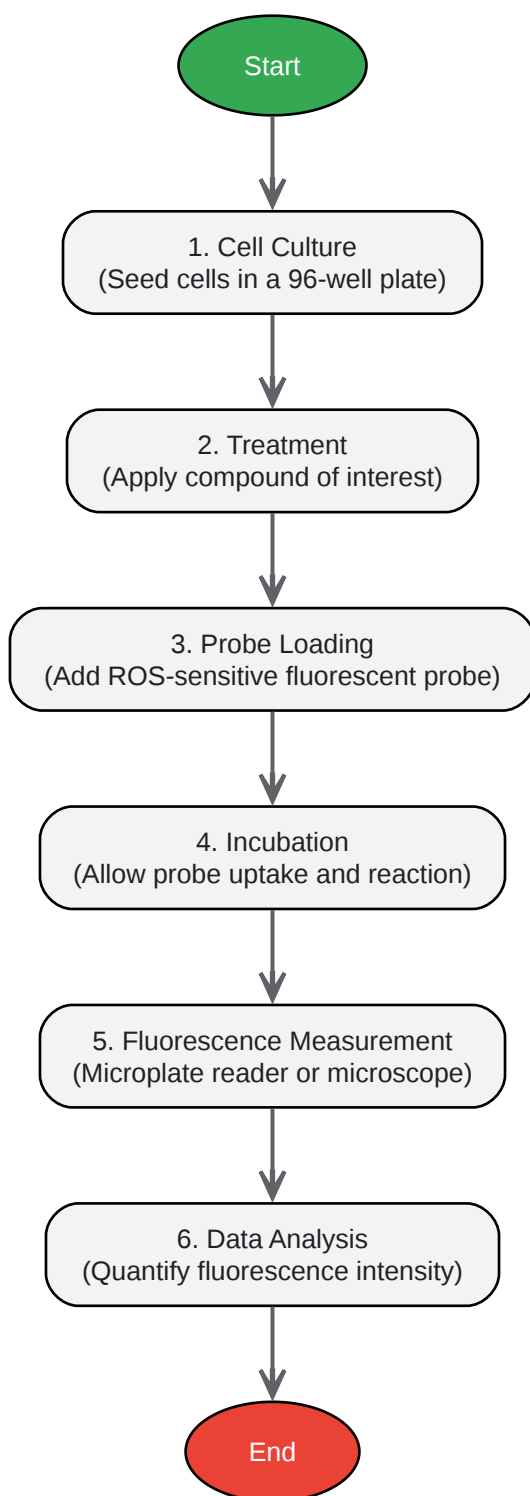 Start
1. Cell Culture
(Seed cells in a 96-well plate)
2. Treatment
(Apply compound of interest)
3. Probe Loading
(Add ROS-sensitive fluorescent probe)
4. Incubation
(Allow probe uptake and reaction)
5. Fluorescence Measurement
(Microplate reader or microscope)
6. Data Analysis
(Quantify fluorescence intensity)
End